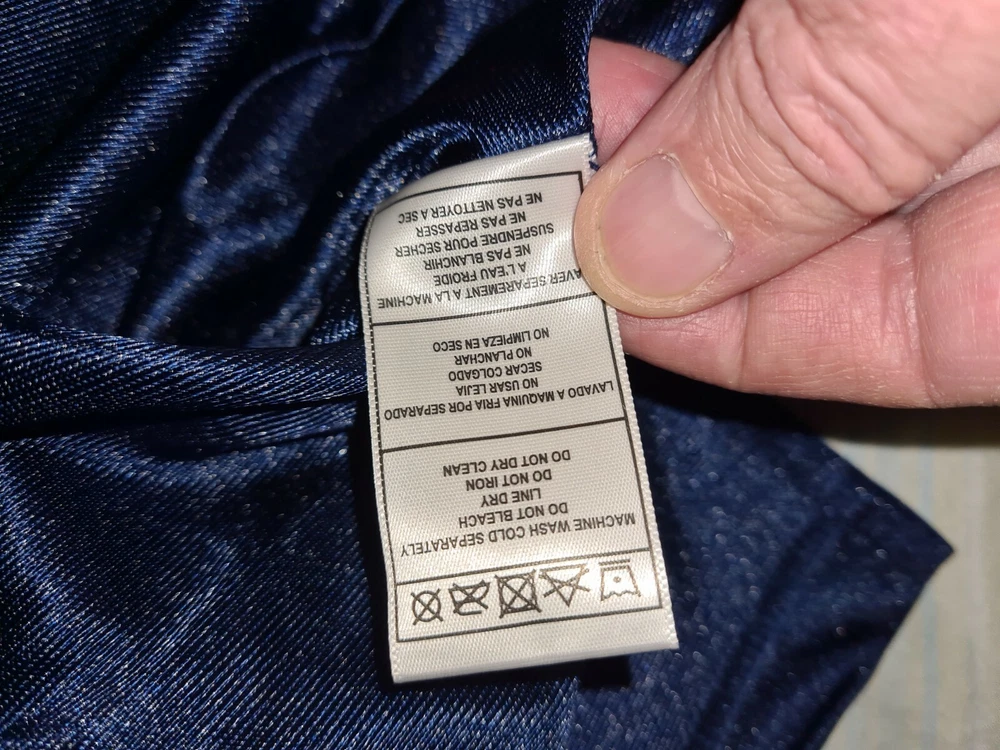 MACHINE WASH COLD SEPARATELY
DO NOT BLEACH
LINE DRY
DO NOT IRON
DO NOT DRY CLEAN
LAVADO A MAQUINA FRIA POR SEPARADO
NO USAR LEJIA
SECAR COLGADO
NO PLANCHAR
NO LIMPIEZA EN SECO
SEPAREMENT A LA MACHINE
A L'EAU FROIDE
NE PAS BLANCHIR
SUSPENDRE POUR SECHER
NE PAS REPASSER
NE PAS NETTOYER A SEC